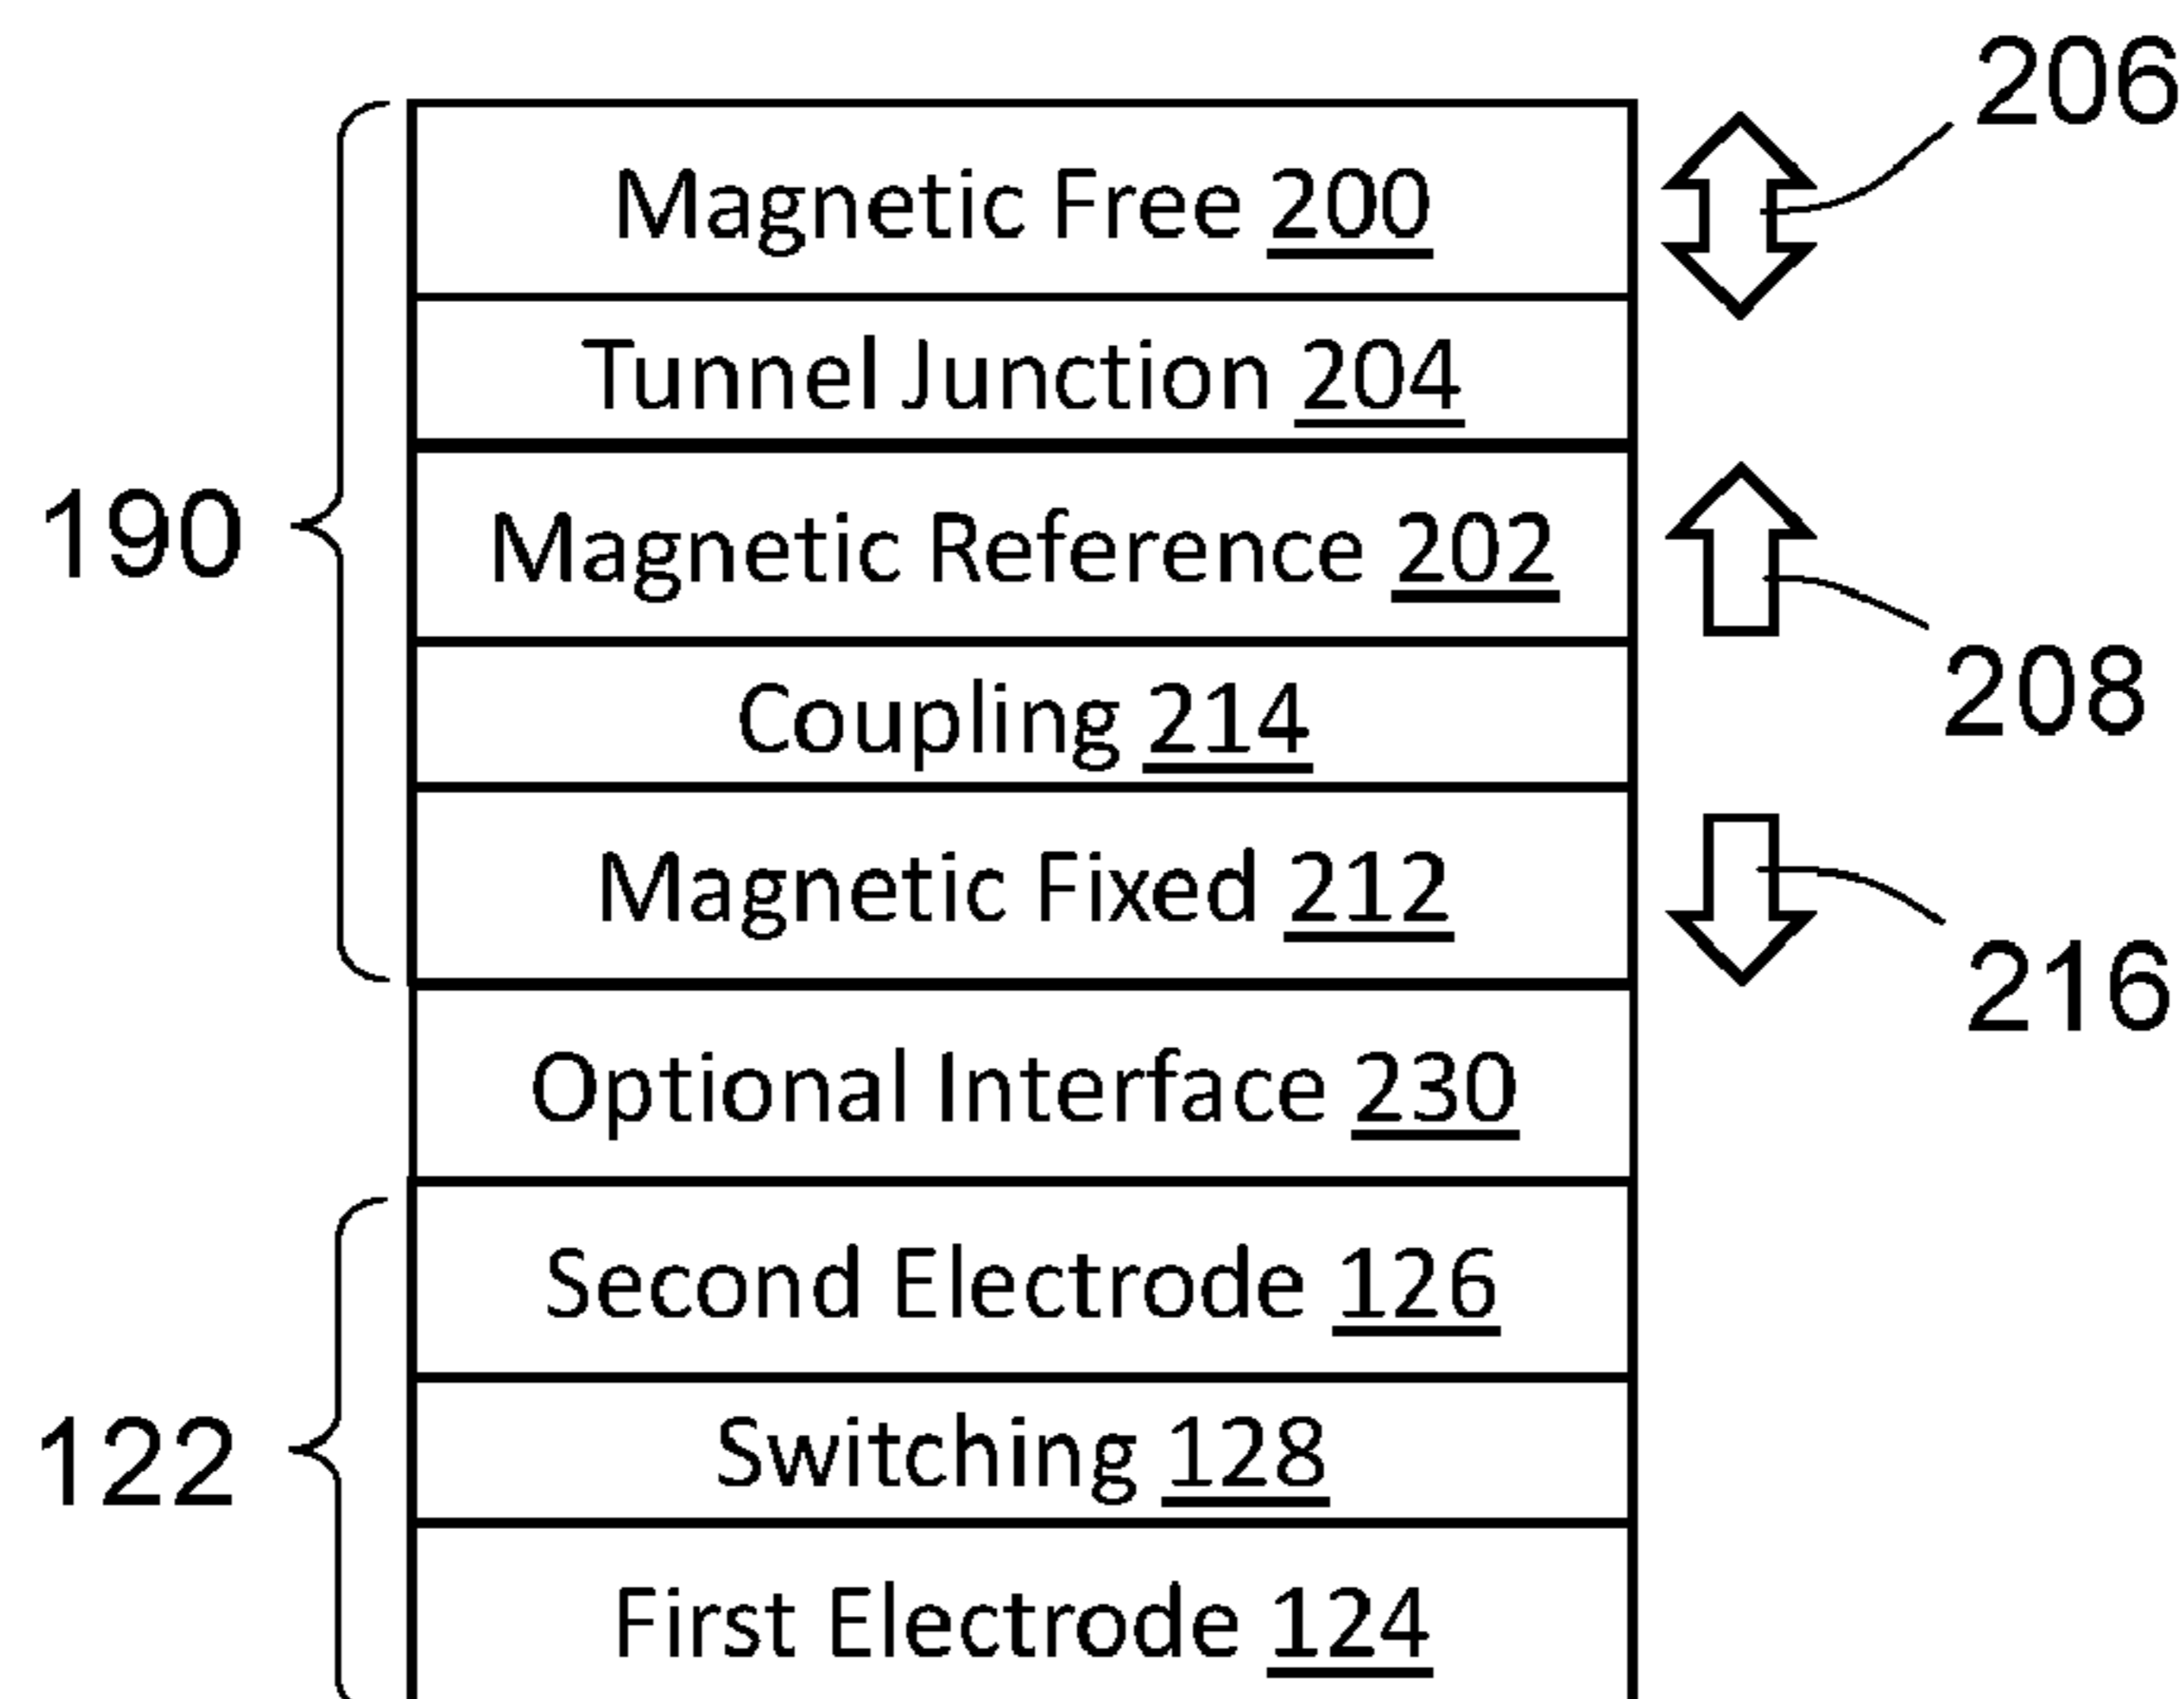 206
Magnetic Free 200
Tunnel Junction 204
190
Magnetic Reference 202
208
Coupling 214
Magnetic Fixed 212
216
Optional Interface 230
Second Electrode 126
122
Switching 128
First Electrode 124